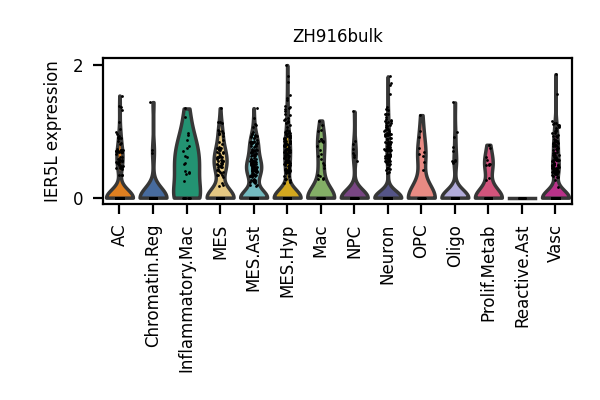 ZH916bulk
IER5L expression
2
0
AC
Chromatin.Reg
Inflammatory.Mac
MES
MES.Ast
MES.Hyp
Mac
NPC
Neuron
OPC
Oligo
Prolif.Metab
Reactive.Ast
Vasc